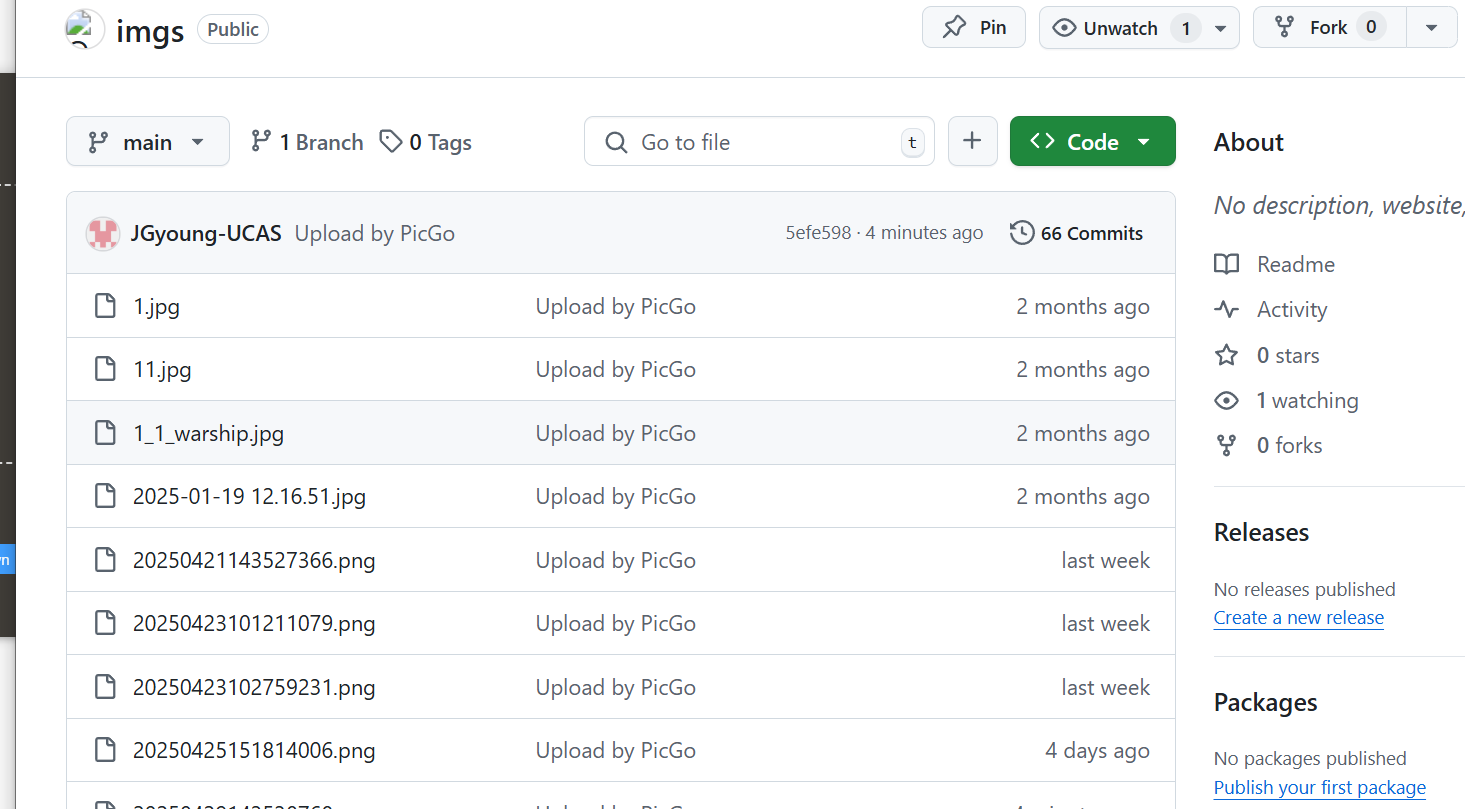 imgs Public Pin Unwatch 1 Fork 0
main 1 Branch 0 Tags Go to file t Code
JGyoung-UCAS Upload by PicGo 5efe598 · 4 minutes ago 66 Commits
1.jpg Upload by PicGo 2 months ago
11.jpg Upload by PicGo 2 months ago
1_1_warship.jpg Upload by PicGo 2 months ago
2025-01-19 12.16.51.jpg Upload by PicGo 2 months ago
20250421143527366.png Upload by PicGo last week
20250423101211079.png Upload by PicGo last week
20250423102759231.png Upload by PicGo last week
20250425151814006.png Upload by PicGo 4 days ago
About
No description, website,
Readme
Activity
0 stars
1 watching
0 forks
Releases
No releases published
Create a new release
Packages
No packages published
Publish your first package